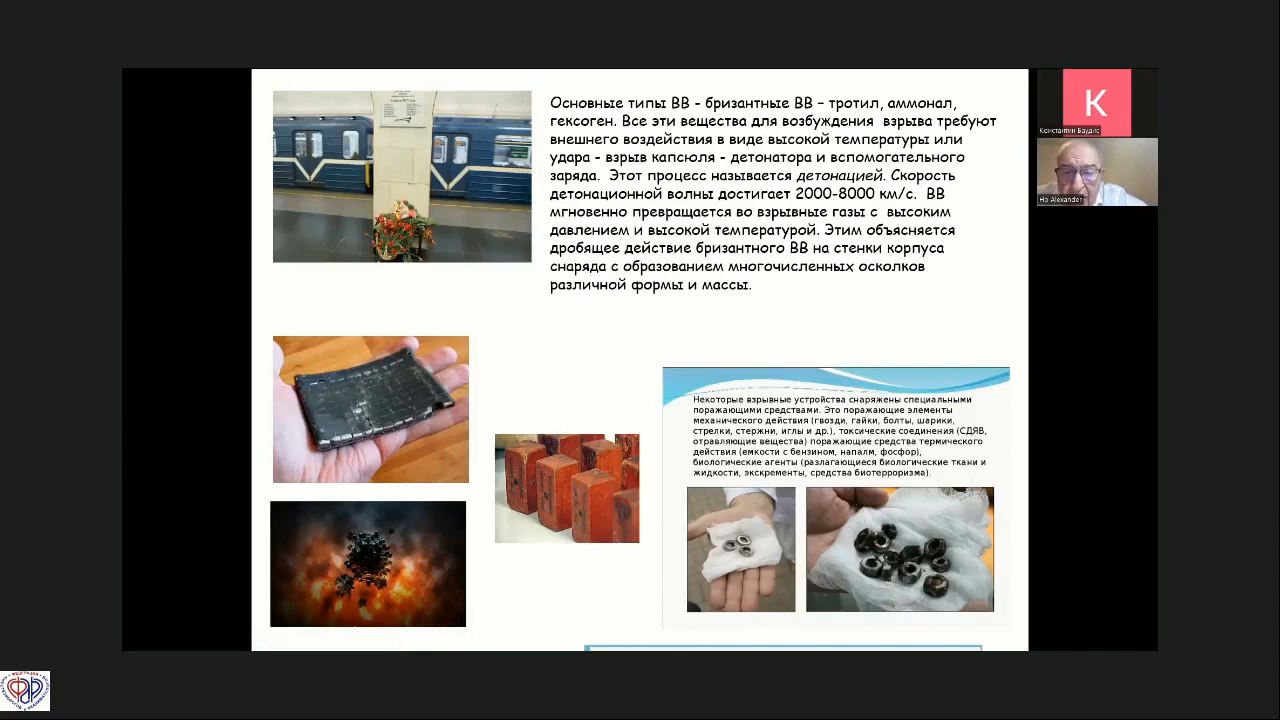 Основные типы ВВ - бризантные ВВ – тротил, аммонал,
гексоген. Все эти вещества для возбуждения взрыва требуют
внешнего воздействия в виде высокой температуры или
удара - взрыв капсюля - детонатора и вспомогательного
заряда. Этот процесс называется детонацией. Скорость
детонационной волны достигает 2000-8000 км/с. ВВ
мгновенно превращается во взрывные газы с высоким
давлением и высокой температурой. Этим объясняется
дробящее действие бризантного ВВ на стенки корпуса
снаряда с образованием многочисленных осколков
различной формы и массы.
Некоторые взрывные устройства снаряжены специальными
поражающими средствами. Это поражающие элементы
механического действия (гвозди, гайки, болты, шарики,
стрелки, стержни, иглы и др.), токсические соединения (СДЯВ,
отравляющие вещества) поражающие средства термического
действия (емкости с бензином, напалм, фосфор),
биологические агенты (разлагающиеся биологические ткани и
жидкости, экскременты, средства биотерроризма).
К
Константин Баудис
Ho Alexander